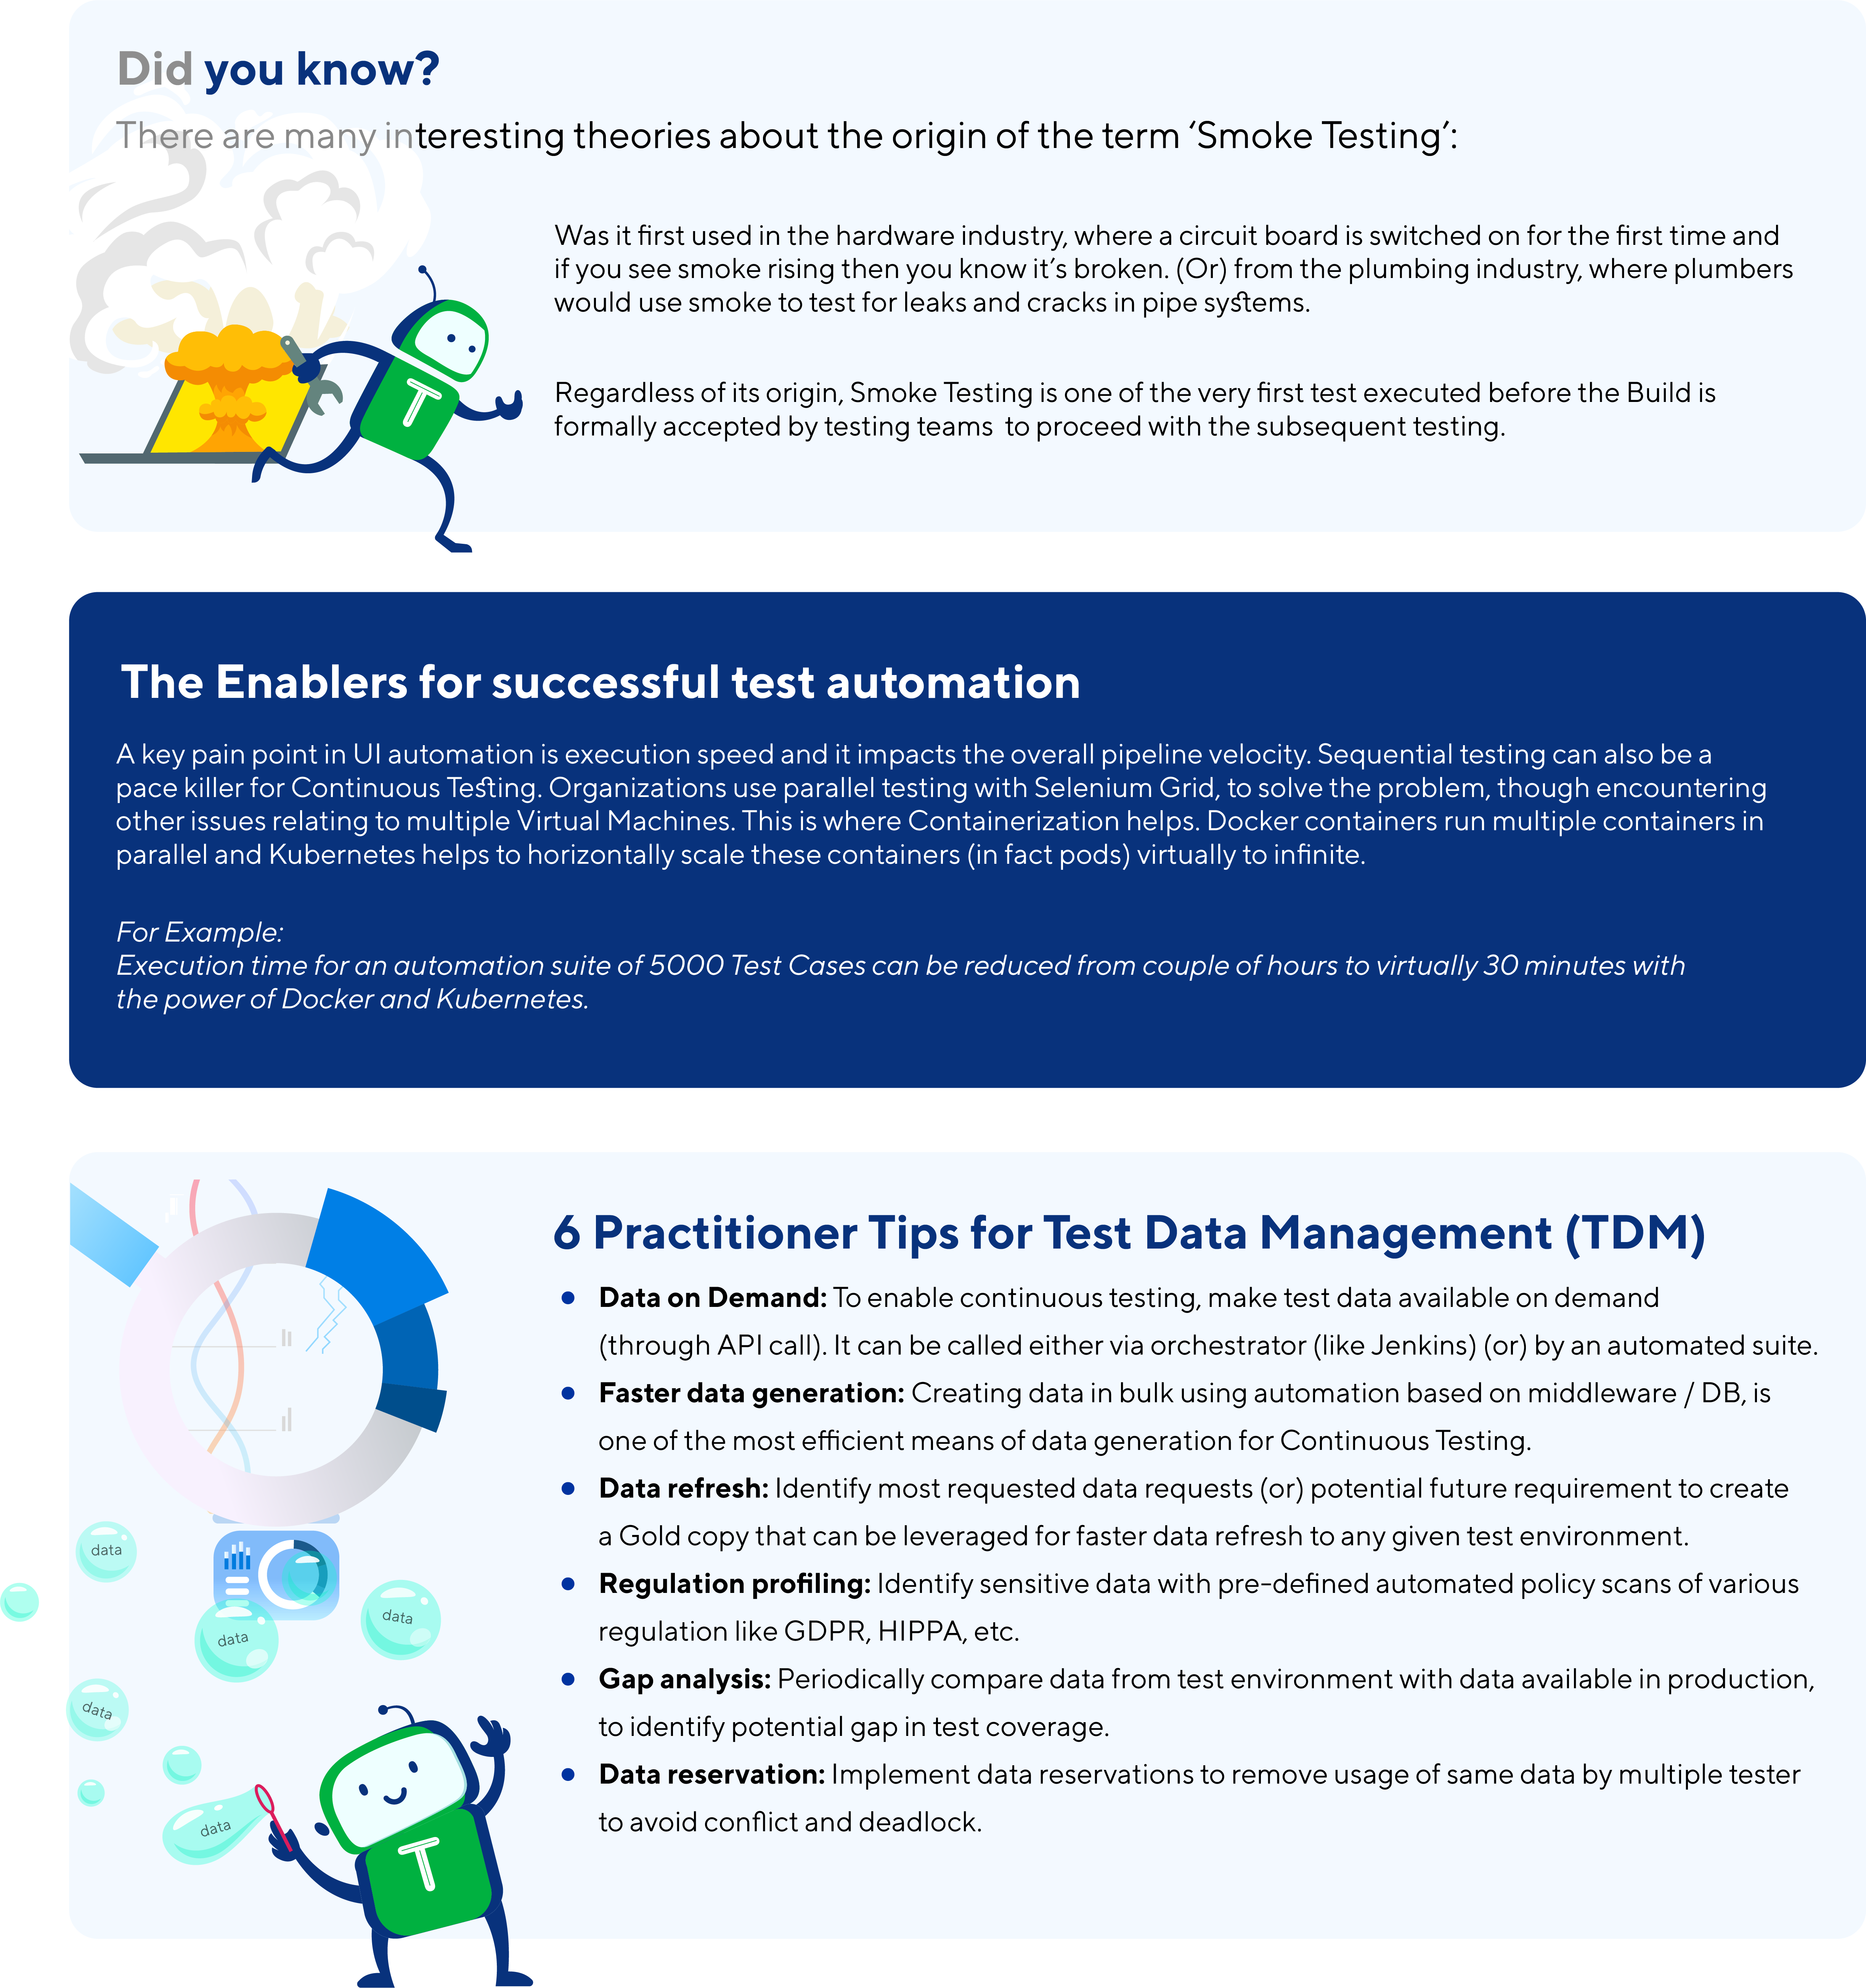 Did you know?
There are many interesting theories about the origin of the term ‘Smoke Testing’:
Was it first used in the hardware industry, where a circuit board is switched on for the first time and
if you see smoke rising then you know it’s broken. (Or) from the plumbing industry, where plumbers
would use smoke to test for leaks and cracks in pipe systems.
Regardless of its origin, Smoke Testing is one of the very first test executed before the Build is
formally accepted by testing teams  to proceed with the subsequent testing.
T
The Enablers for successful test automation
A key pain point in UI automation is execution speed and it impacts the overall pipeline velocity. Sequential testing can also be a
pace killer for Continuous Testing. Organizations use parallel testing with Selenium Grid, to solve the problem, though encountering
other issues relating to multiple Virtual Machines. This is where Containerization helps. Docker containers run multiple containers in
parallel and Kubernetes helps to horizontally scale these containers (in fact pods) virtually to infinite.
For Example:
Execution time for an automation suite of 5000 Test Cases can be reduced from couple of hours to virtually 30 minutes with
the power of Docker and Kubernetes.
6 Practitioner Tips for Test Data Management (TDM)
• Data on Demand: To enable continuous testing, make test data available on demand
(through API call). It can be called either via orchestrator (like Jenkins) (or) by an automated suite.
• Faster data generation: Creating data in bulk using automation based on middleware / DB, is
one of the most efficient means of data generation for Continuous Testing.
• Data refresh: Identify most requested data requests (or) potential future requirement to create
a Gold copy that can be leveraged for faster data refresh to any given test environment.
• Regulation profiling: Identify sensitive data with pre-defined automated policy scans of various
regulation like GDPR, HIPPA, etc.
• Gap analysis: Periodically compare data from test environment with data available in production,
to identify potential gap in test coverage.
• Data reservation: Implement data reservations to remove usage of same data by multiple tester
to avoid conflict and deadlock.
data
data
data
data
data
T